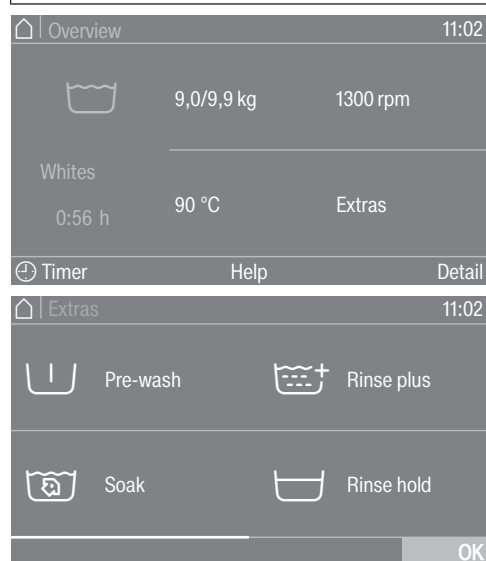 Overview 11:02
9,0/9,9 kg 1300 rpm
Whites
0:56 h
90 °C Extras
Timer Help Detail
Extras 11:02
Pre-wash Rinse plus
Soak Rinse hold
OK